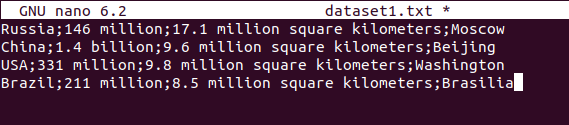 GNU nano 6.2 dataset1.txt *
Russia;146 million;17.1 million square kilometers;Moscow
China;1.4 billion;9.6 million square kilometers;Beijing
USA;331 million;9.8 million square kilometers;Washington
Brazil;211 million;8.5 million square kilometers;Brasilia